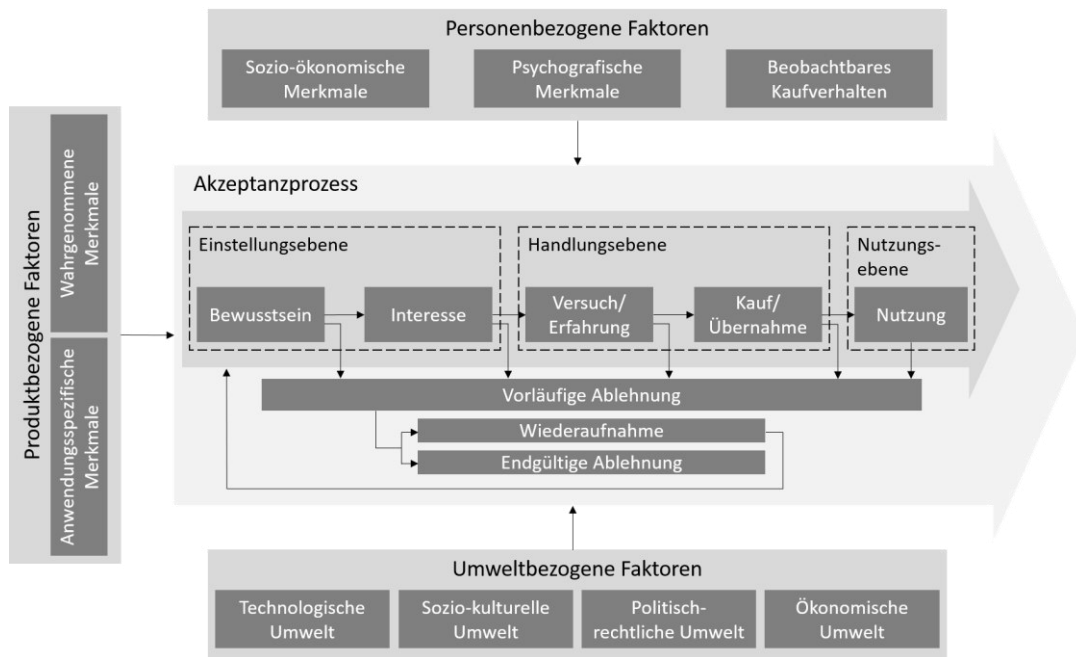 Personenbezogene Faktoren
Sozio-ökonomische
Merkmale
Psychografische
Merkmale
Beobachtbares
Kaufverhalten
Produktbezogene Faktoren
Wahrgenommene
Merkmale
Anwendungsspezifische
Merkmale
Akzeptanzprozess
Einstellungsebene
Bewusstsein
Interesse
Handlungsebene
Versuch/
Erfahrung
Kauf/
Übernahme
Nutzungs-
ebene
Nutzung
Vorläufige Ablehnung
Wiederaufnahme
Endgültige Ablehnung
Umweltbezogene Faktoren
Technologische
Umwelt
Sozio-kulturelle
Umwelt
Politisch-
rechtliche Umwelt
Ökonomische
Umwelt